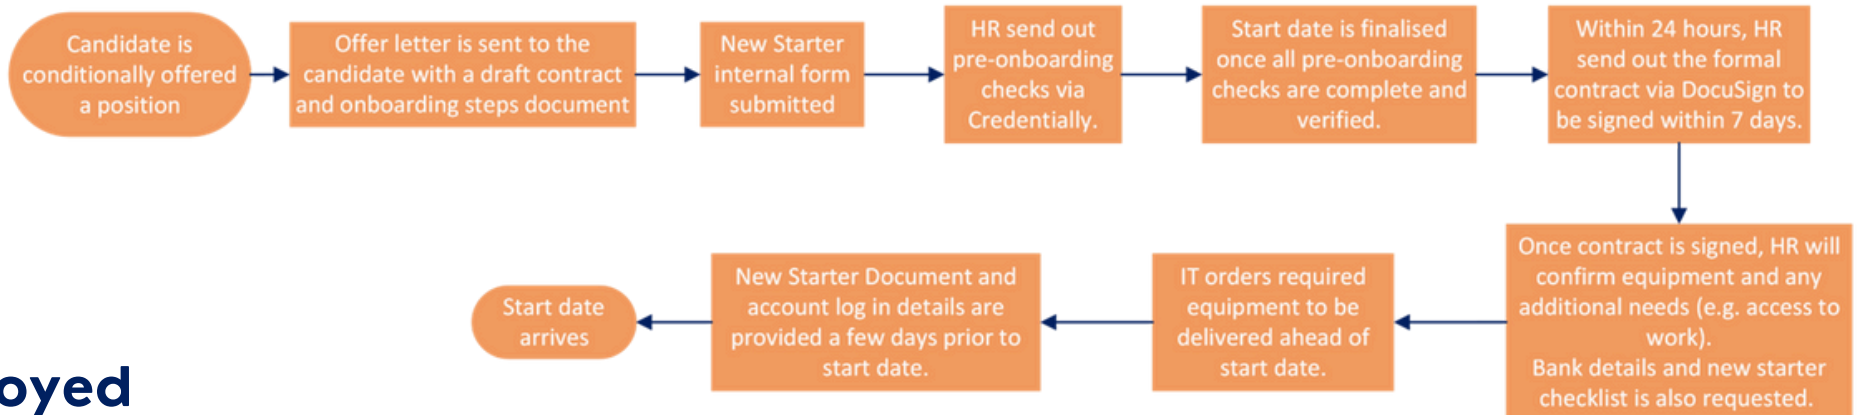 Candidate is
conditionally offered
a position
Offer letter is sent to the
candidate with a draft contract
and onboarding steps document
New Starter
internal form
submitted
HR send out
pre-onboarding
checks via
Credentially.
Start date is finalised
once all pre-onboarding
checks are complete and
verified.
Within 24 hours, HR
send out the formal
contract via DocuSign to
be signed within 7 days.
Once contract is signed, HR will
confirm equipment and any
additional needs (e.g. access to
work).
Bank details and new starter
checklist is also requested.
IT orders required
equipment to be
delivered ahead of
start date.
New Starter Document and
account log in details are
provided a few days prior to
start date.
Start date
arrives
oyed